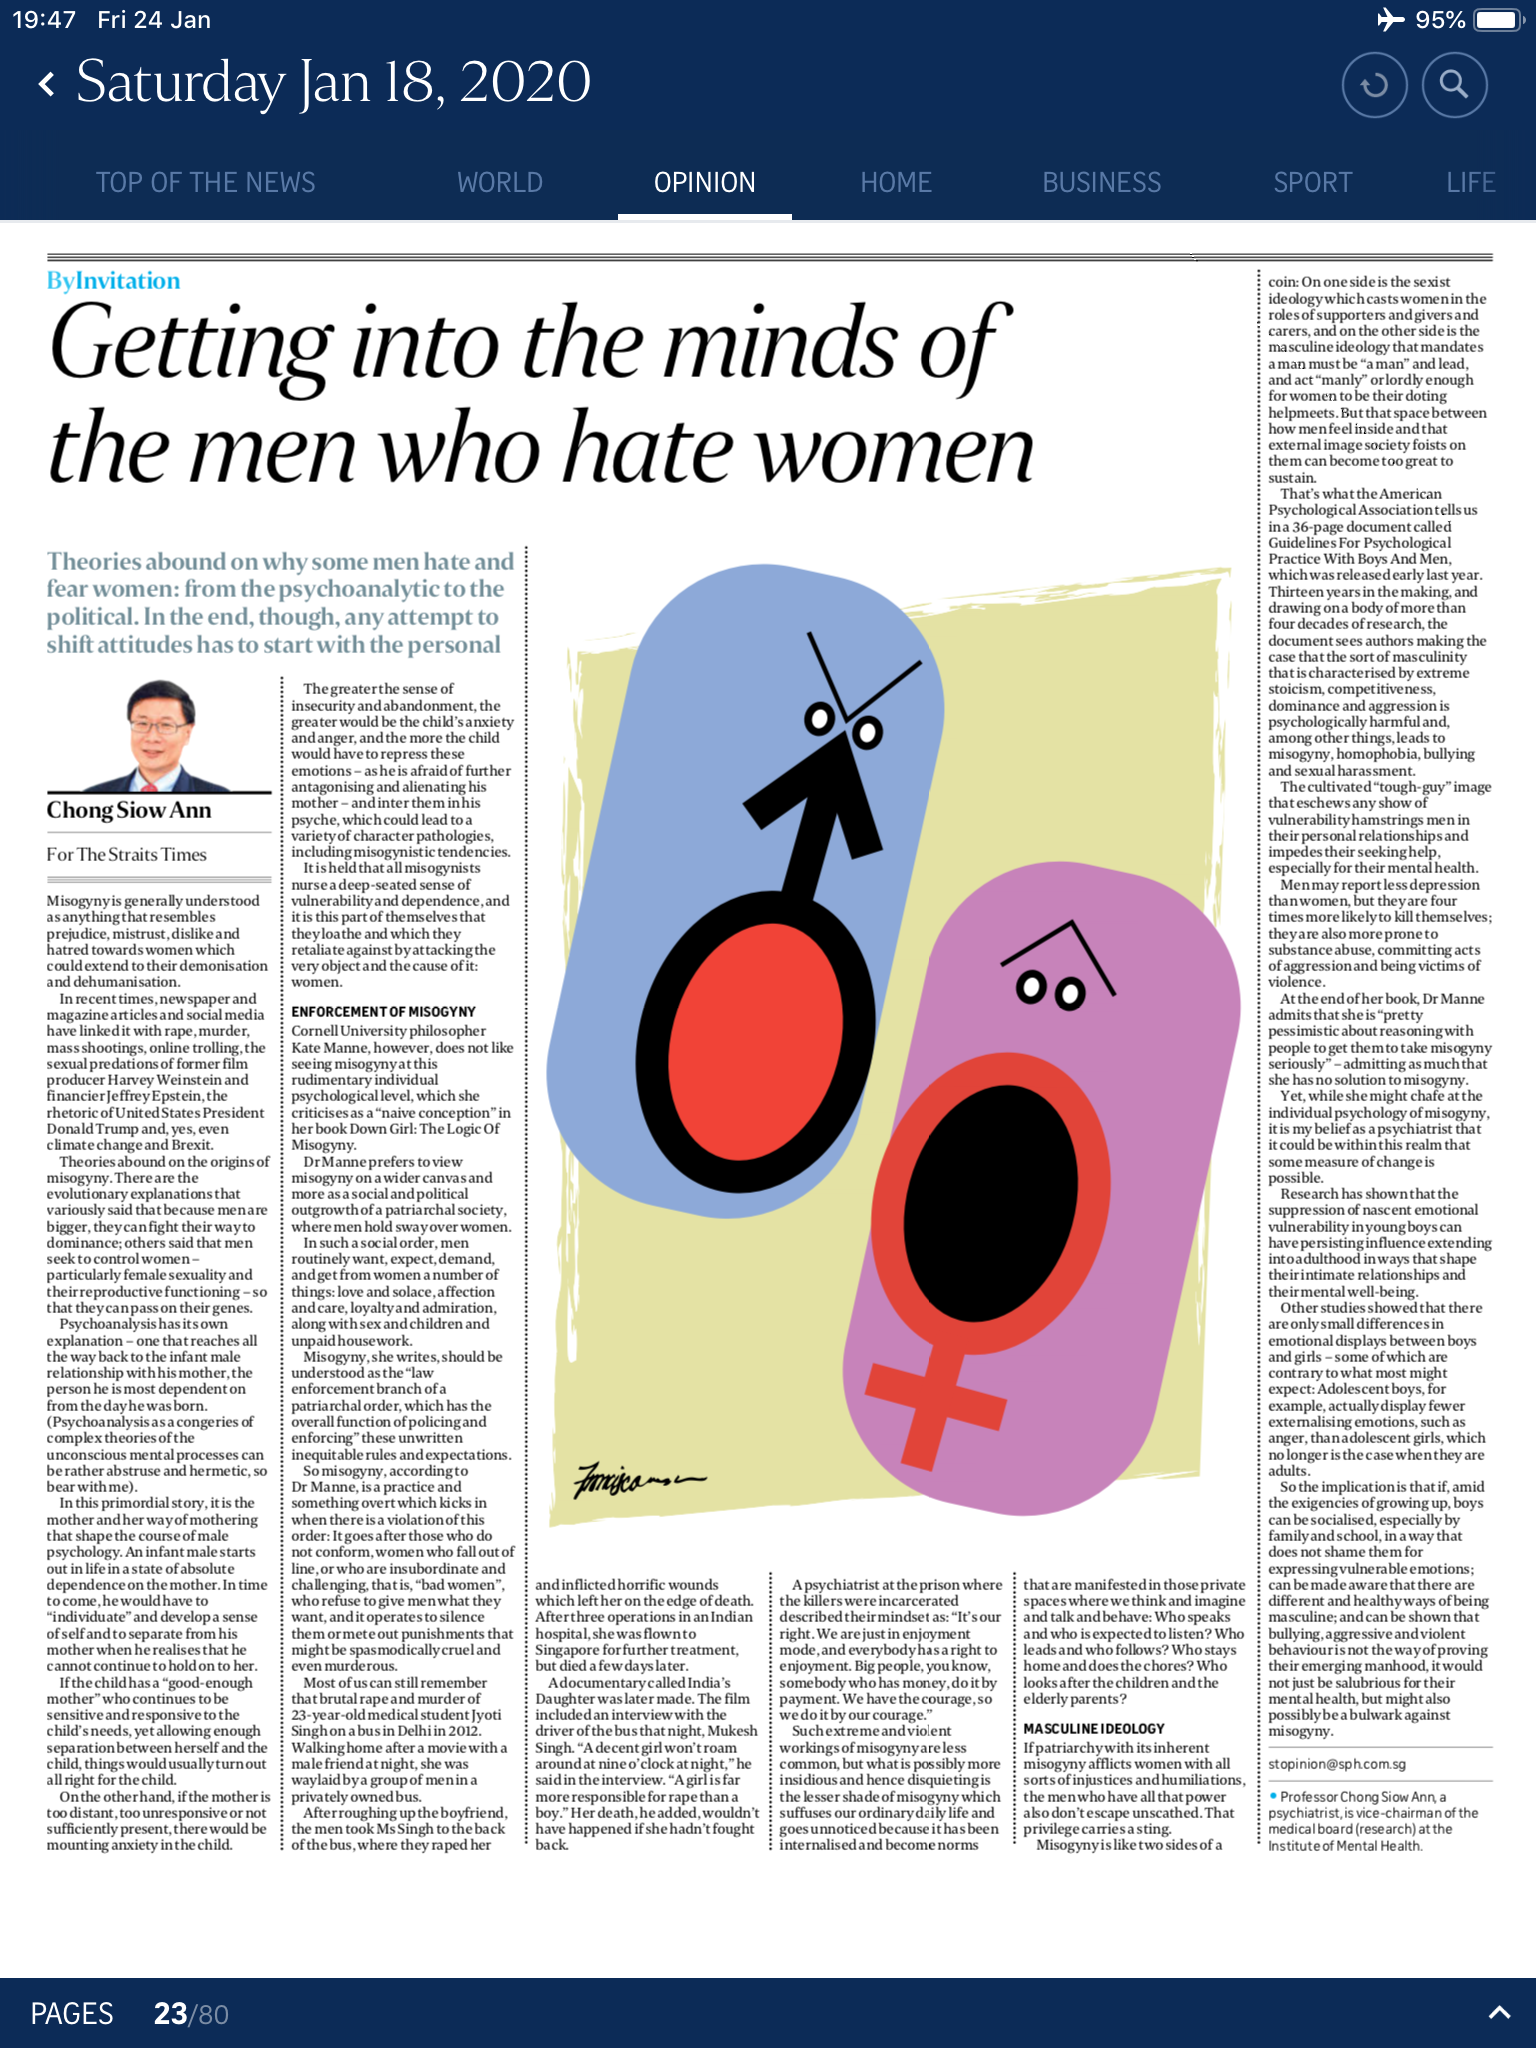 19:47 Fri 24 Jan
95%
Saturday Jan 18, 2020
TOP OF THE NEWS WORLD OPINION HOME BUSINESS SPORT LIFE
ByInvitation
Getting into the minds of
the men who hate women
Theories abound on why some men hate and
fear women: from the psychoanalytic to the
political. In the end, though, any attempt to
shift attitudes has to start with the personal
Chong Siow Ann
For The Straits Times
Misogyny is generally understood
as anything that resembles
prejudice, mistrust, dislike and
hatred towards women which
could extend to their demonisation
and dehumanisation.
In recent times, newspaper and
magazine articles and social media
have linked it with rape, murder,
mass shootings, online trolling, the
sexual predations of former film
producer Harvey Weinstein and
financier Jeffrey Epstein, the
rhetoric of United States President
Donald Trump and, yes, even
climate change and Brexit.
Theories abound on the origins of
misogyny. There are the
evolutionary explanations that
variously said that because men are
bigger, they can fight their way to
dominance; others said that men
seek to control women –
particularly female sexuality and
their reproductive functioning – so
that they can pass on their genes.
Psychoanalysis has its own
explanation – one that reaches all
the way back to the infant male
relationship with his mother, the
person he is most dependent on
from the day he was born.
(Psychoanalysis as a congeries of
complex theories of the
unconscious mental processes can
be rather abstruse and hermetic, so
bear with me).
In this primordial story, it is the
mother and her way of mothering
that shape the course of male
psychology. An infant male starts
out in life in a state of absolute
dependence on the mother. In time
to come, he would have to
“individuate” and develop a sense
of self and to separate from his
mother when he realises that he
cannot continue to hold on to her.
If the child has a “good-enough
mother” who continues to be
sensitive and responsive to the
child’s needs, yet allowing enough
separation between herself and the
child, things would usually turn out
all right for the child.
On the other hand, if the mother is
too distant, too unresponsive or not
sufficiently present, there would be
mounting anxiety in the child.
The greater the sense of
insecurity and abandonment, the
greater would be the child’s anxiety
and anger, and the more the child
would have to repress these
emotions – as he is afraid of further
antagonising and alienating his
mother – and inter them in his
psyche, which could lead to a
variety of character pathologies,
including misogynistic tendencies.
It is held that all misogynists
nurse a deep-seated sense of
vulnerability and dependence, and
it is this part of themselves that
they loathe and which they
retaliate against by attacking the
very object and the cause of it:
women.
ENFORCEMENT OF MISOGYNY
Cornell University philosopher
Kate Manne, however, does not like
seeing misogyny at this
rudimentary individual
psychological level, which she
criticises as a “naive conception” in
her book Down Girl: The Logic Of
Misogyny.
Dr Manne prefers to view
misogyny on a wider canvas and
more as a social and political
outgrowth of a patriarchal society,
where men hold sway over women.
In such a social order, men
routinely want, expect, demand,
and get from women a number of
things: love and solace, affection
and care, loyalty and admiration,
along with sex and children and
unpaid housework.
Misogyny, she writes, should be
understood as the “law
enforcement branch of a
patriarchal order, which has the
overall function of policing and
enforcing” these unwritten
inequitable rules and expectations.
So misogyny, according to
Dr Manne, is a practice and
something overt which kicks in
when there is a violation of this
order: It goes after those who do
not conform, women who fall out of
line, or who are insubordinate and
challenging, that is, “bad women”,
who refuse to give men what they
want, and it operates to silence
them or mete out punishments that
might be spasmodically cruel and
even murderous.
Most of us can still remember
that brutal rape and murder of
23-year-old medical student Jyoti
Singh on a bus in Delhi in 2012.
Walking home after a movie with a
male friend at night, she was
waylaid by a group of men in a
privately owned bus.
After roughing up the boyfriend,
the men took Ms Singh to the back
of the bus, where they raped her
and inflicted horrific wounds
which left her on the edge of death.
After three operations in an Indian
hospital, she was flown to
Singapore for further treatment,
but died a few days later.
A documentary called India’s
Daughter was later made. The film
included an interview with the
driver of the bus that night, Mukesh
Singh. “A decent girl won’t roam
around at nine o’clock at night,” he
said in the interview. “A girl is far
more responsible for rape than a
boy.” Her death, he added, wouldn’t
have happened if she hadn’t fought
back.
A psychiatrist at the prison where
the killers were incarcerated
described their mindset as: “It’s our
right. We are just in enjoyment
mode, and everybody has a right to
enjoyment. Big people, you know,
somebody who has money, do it by
payment. We have the courage, so
we do it by our courage.”
Such extreme and violent
workings of misogyny are less
common, but what is possibly more
insidious and hence disquieting is
the lesser shade of misogyny which
suffuses our ordinary daily life and
goes unnoticed because it has been
internalised and become norms
that are manifested in those private
spaces where we think and imagine
and talk and behave: Who speaks
and who is expected to listen? Who
leads and who follows? Who stays
home and does the chores? Who
looks after the children and the
elderly parents?
MASCULINE IDEOLOGY
If patriarchy with its inherent
misogyny afflicts women with all
sorts of injustices and humiliations,
the men who have all that power
also don’t escape unscathed. That
privilege carries a sting.
Misogyny is like two sides of a
coin: On one side is the sexist
ideology which casts women in the
roles of supporters and givers and
carers, and on the other side is the
masculine ideology that mandates
a man must be “a man” and lead,
and act “manly” or lordly enough
for women to be their doting
helpmeets. But that space between
how men feel inside and that
external image society foists on
them can become too great to
sustain.
That’s what the American
Psychological Association tells us
in a 36-page document called
Guidelines For Psychological
Practice With Boys And Men,
which was released early last year.
Thirteen years in the making, and
drawing on a body of more than
four decades of research, the
document sees authors making the
case that the sort of masculinity
that is characterised by extreme
stoicism, competitiveness,
dominance and aggression is
psychologically harmful and,
among other things, leads to
misogyny, homophobia, bullying
and sexual harassment.
The cultivated “tough-guy” image
that eschews any show of
vulnerability hamstrings men in
their personal relationships and
impedes their seeking help,
especially for their mental health.
Men may report less depression
than women, but they are four
times more likely to kill themselves;
they are also more prone to
substance abuse, committing acts
of aggression and being victims of
violence.
At the end of her book, Dr Manne
admits that she is “pretty
pessimistic about reasoning with
people to get them to take misogyny
seriously” – admitting as much that
she has no solution to misogyny.
Yet, while she might chafe at the
individual psychology of misogyny,
it is my belief as a psychiatrist that
it could be within this realm that
some measure of change is
possible.
Research has shown that the
suppression of nascent emotional
vulnerability in young boys can
have persisting influence extending
into adulthood in ways that shape
their intimate relationships and
their mental well-being.
Other studies showed that there
are only small differences in
emotional displays between boys
and girls – some of which are
contrary to what most might
expect: Adolescent boys, for
example, actually display fewer
externalising emotions, such as
anger, than adolescent girls, which
no longer is the case when they are
adults.
So the implication is that if, amid
the exigencies of growing up, boys
can be socialised, especially by
family and school, in a way that
does not shame them for
expressing vulnerable emotions;
can be made aware that there are
different and healthy ways of being
masculine; and can be shown that
bullying, aggressive and violent
behaviour is not the way of proving
their emerging manhood, it would
not just be salubrious for their
mental health, but might also
possibly be a bulwark against
misogyny.
stopinion@sph.com.sg
• Professor Chong Siow Ann, a
psychiatrist, is vice-chairman of the
medical board (research) at the
Institute of Mental Health.
PAGES 23/80